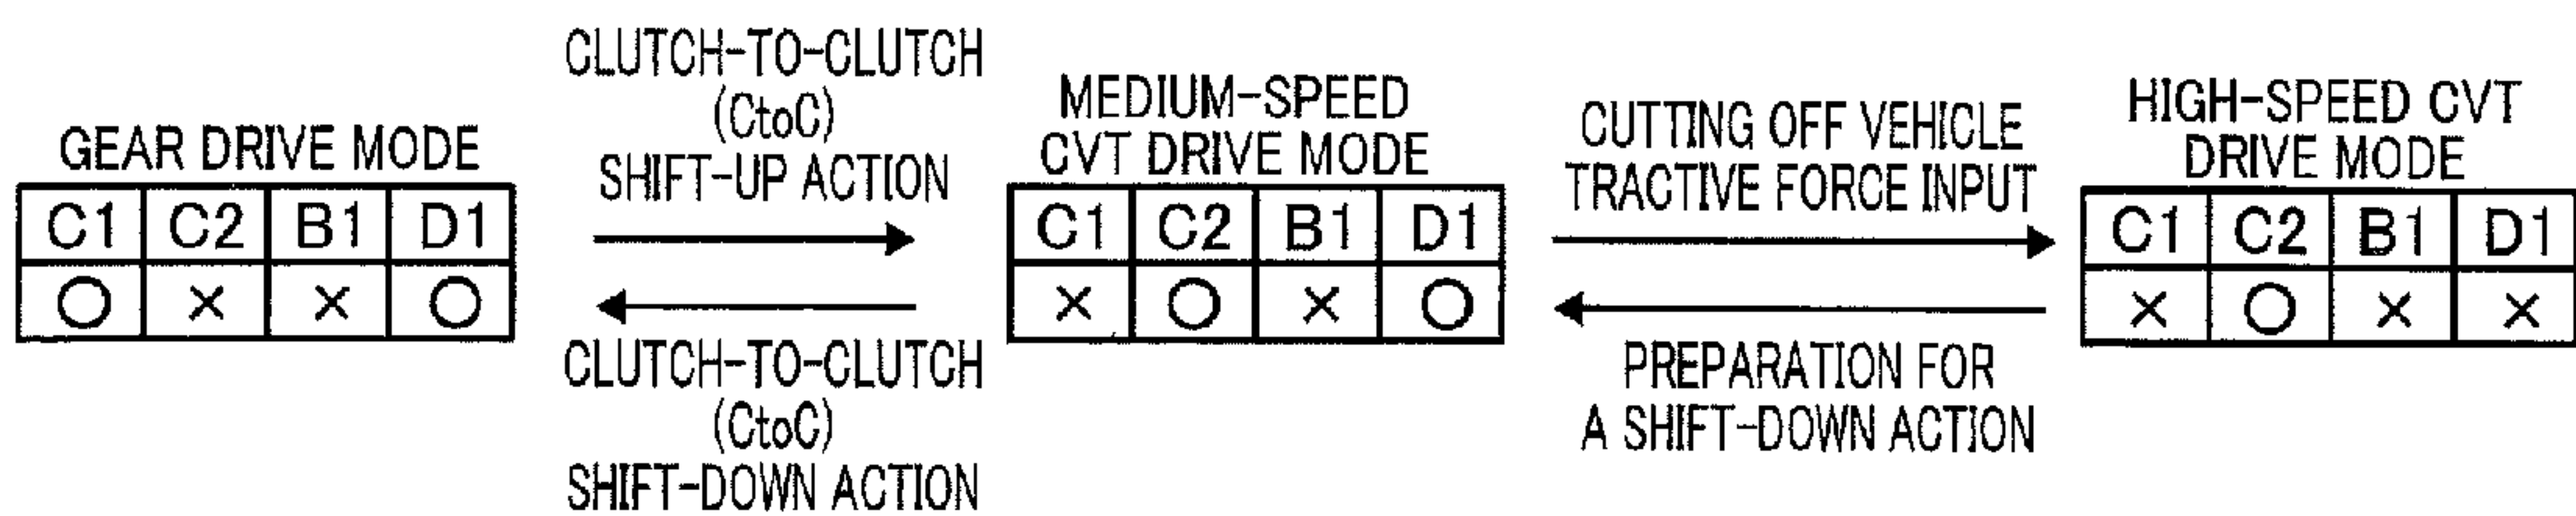 GEAR DRIVE MODE
C1 C2 B1 D1
○ × × ○
CLUTCH-TO-CLUTCH
(CtoC)
SHIFT-UP ACTION
CLUTCH-TO-CLUTCH
(CtoC)
SHIFT-DOWN ACTION
MEDIUM-SPEED
CVT DRIVE MODE
C1 C2 B1 D1
× ○ × ○
CUTTING OFF VEHICLE
TRACTIVE FORCE INPUT
PREPARATION FOR
A SHIFT-DOWN ACTION
HIGH-SPEED CVT
DRIVE MODE
C1 C2 B1 D1
× ○ × ×